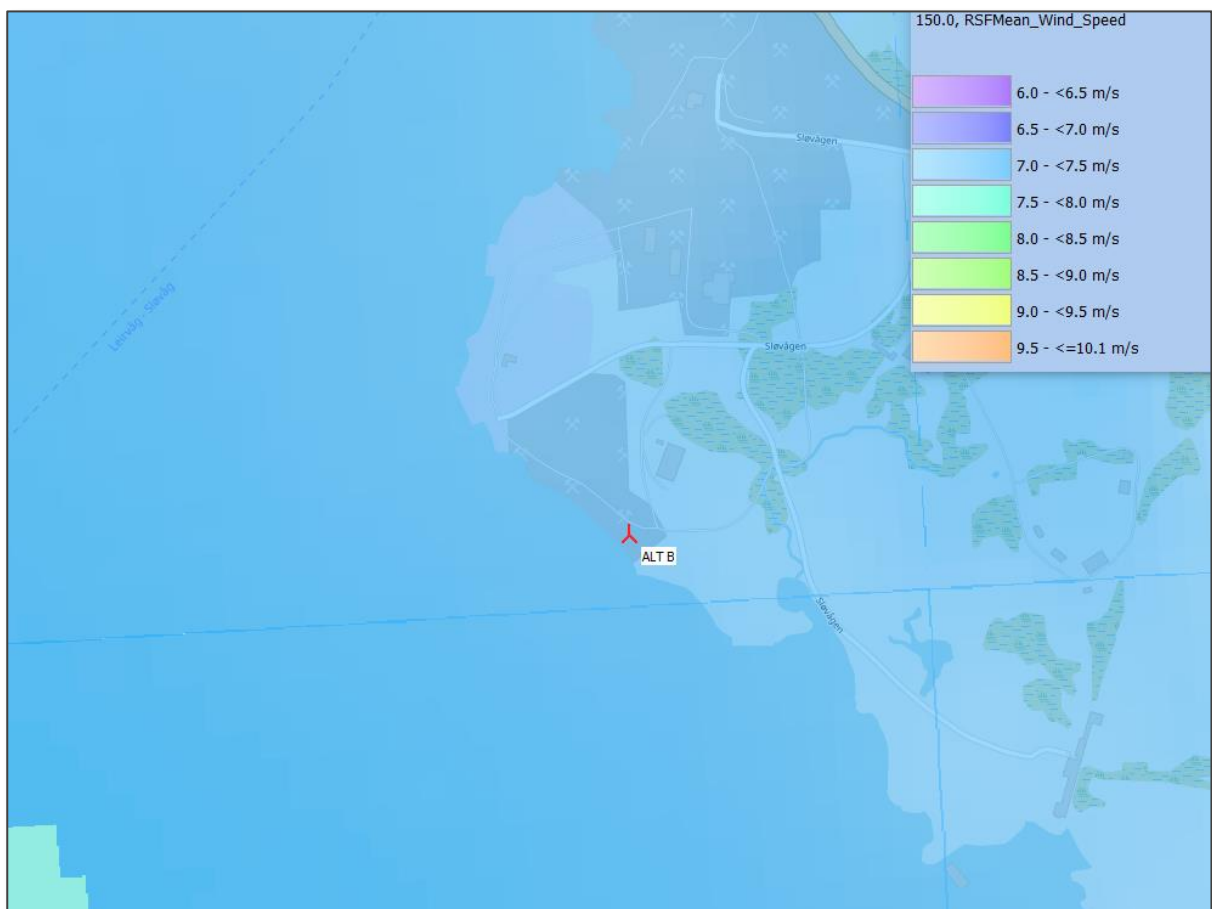 150.0, RSFMean_Wind_Speed
6.0 - <6.5 m/s
6.5 - <7.0 m/s
7.0 - <7.5 m/s
7.5 - <8.0 m/s
8.0 - <8.5 m/s
8.5 - <9.0 m/s
9.0 - <9.5 m/s
9.5 - <=10.1 m/s
Sløvågen
Leirvåg - Sløvåg
Sløvågen
ALT B
Sløvågen